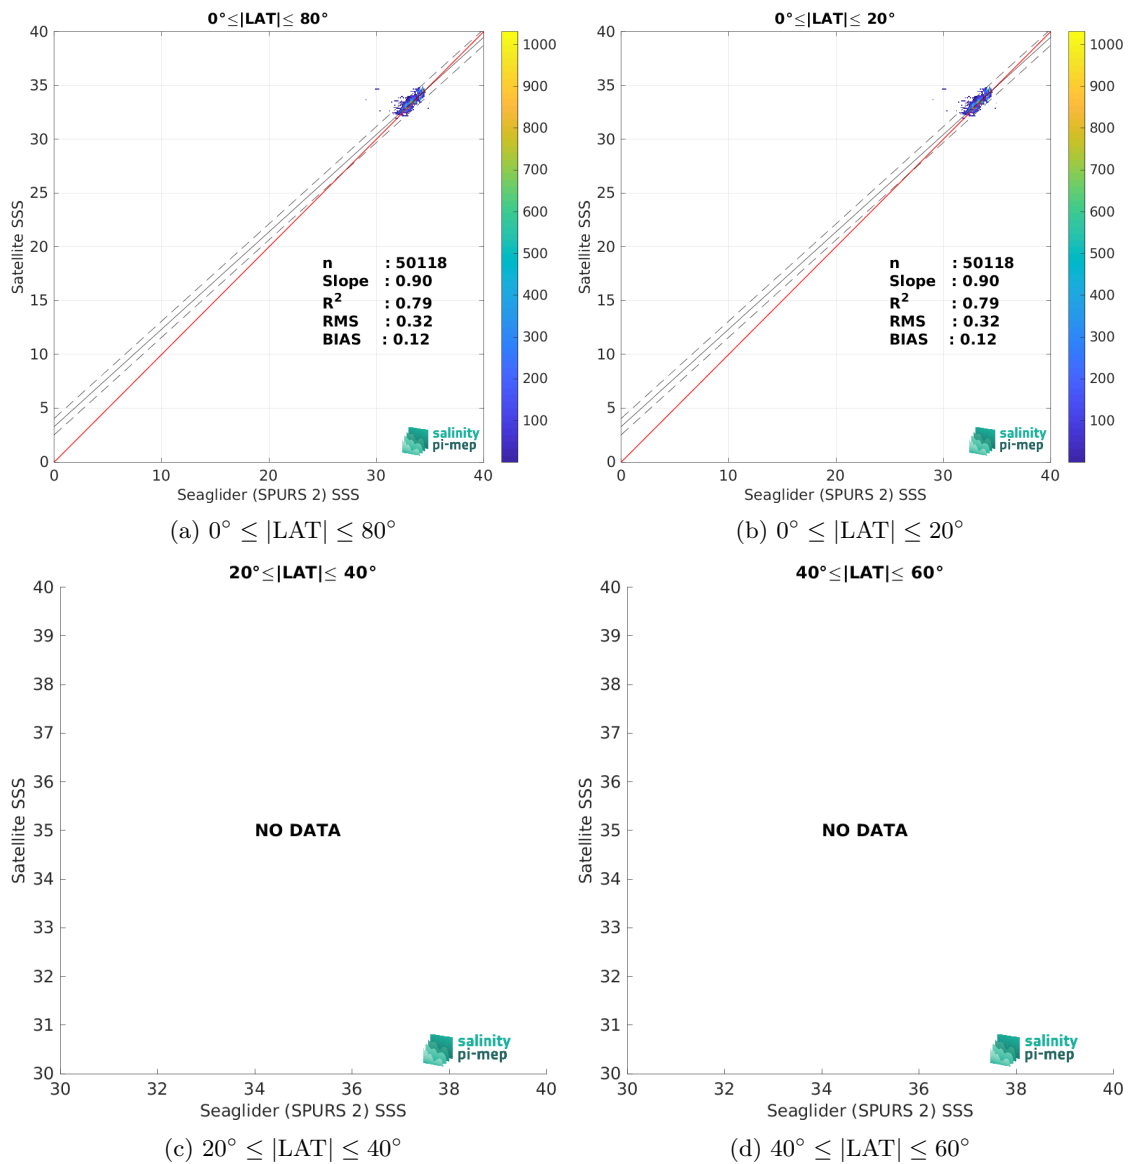 0°≤|LAT|≤ 80°
40
35
30
25
20
15
10
5
0
0 10 20 30 40
Satellite SSS
Seaglider (SPURS 2) SSS
n : 50118
Slope : 0.90
R² : 0.79
RMS : 0.32
BIAS : 0.12
salinity
pi-mep
1000
900
800
700
600
500
400
300
200
100
(a) 0° ≤ |LAT| ≤ 80°
0°≤|LAT|≤ 20°
40
35
30
25
20
15
10
5
0
0 10 20 30 40
Satellite SSS
Seaglider (SPURS 2) SSS
n : 50118
Slope : 0.90
R² : 0.79
RMS : 0.32
BIAS : 0.12
salinity
pi-mep
1000
900
800
700
600
500
400
300
200
100
(b) 0° ≤ |LAT| ≤ 20°
20°≤|LAT|≤ 40°
40
39
38
37
36
35
34
33
32
31
30
30 32 34 36 38 40
Satellite SSS
NO DATA
salinity
pi-mep
Seaglider (SPURS 2) SSS
(c) 20° ≤ |LAT| ≤ 40°
40°≤|LAT|≤ 60°
40
39
38
37
36
35
34
33
32
31
30
30 32 34 36 38 40
Satellite SSS
NO DATA
salinity
pi-mep
Seaglider (SPURS 2) SSS
(d) 40° ≤ |LAT| ≤ 60°